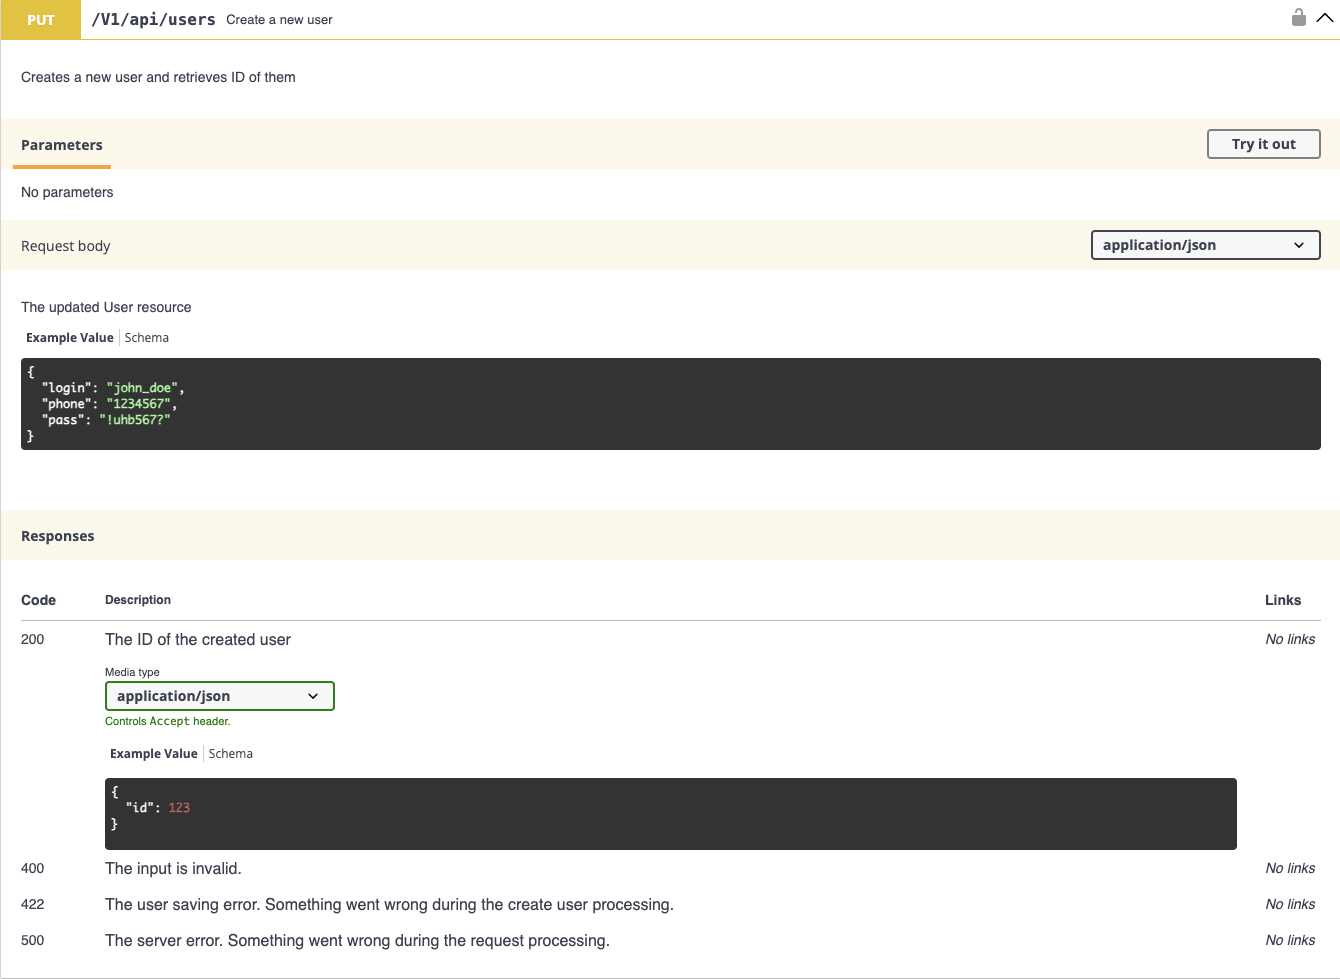 PUT /V1/api/users Create a new user
Creates a new user and retrieves ID of them
Parameters Try it out
No parameters
Request body application/json
The updated User resource
Example Value Schema
{
  "login": "john_doe",
  "phone": "1234567",
  "pass": "!uhb567?"
}
Responses
Code Description Links
200 The ID of the created user No links
Media type
application/json
Controls Accept header.
Example Value Schema
{
  "id": 123
}
400 The input is invalid. No links
422 The user saving error. Something went wrong during the create user processing. No links
500 The server error. Something went wrong during the request processing. No links